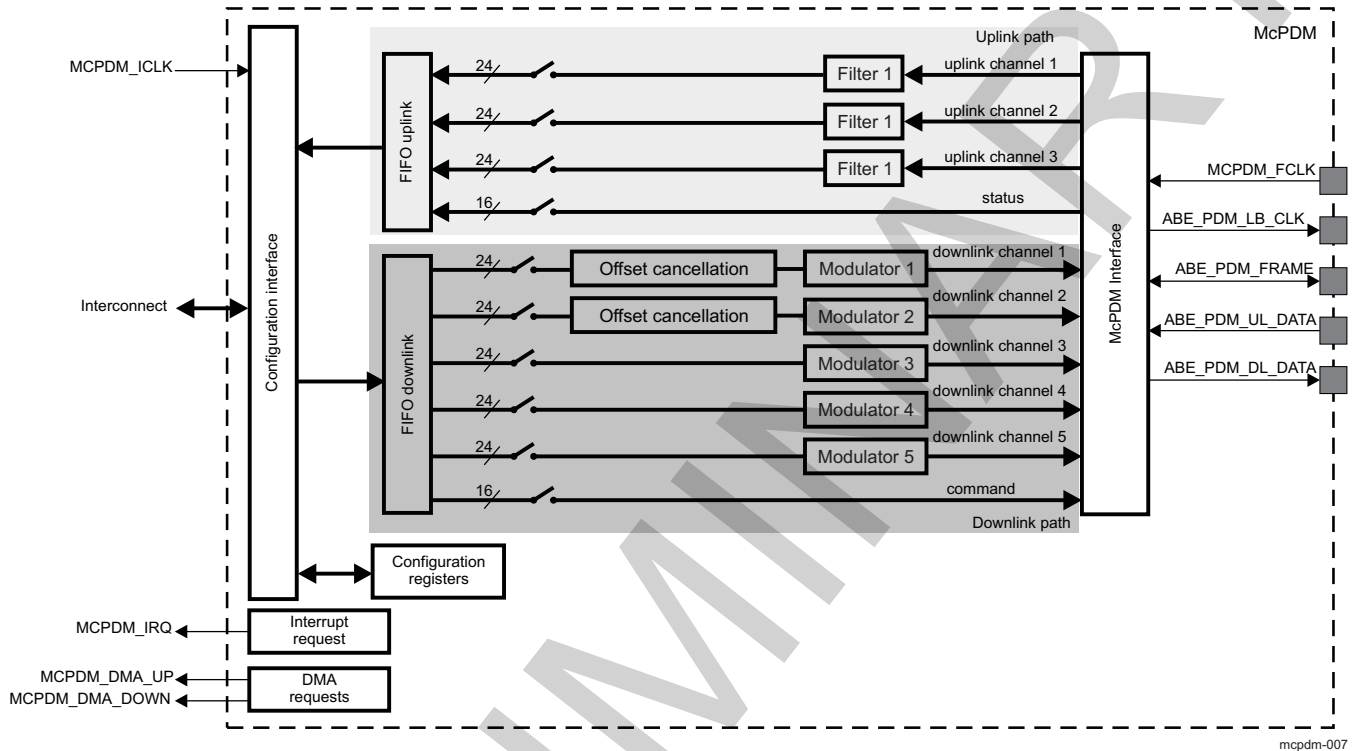 McPDM
Uplink path
MCPDM_ICLK
24
Filter 1
uplink channel 1
24
Filter 1
uplink channel 2
24
Filter 1
uplink channel 3
16
status
FIFO uplink
MCPDM_FCLK
ABE_PDM_LB_CLK
ABE_PDM_FRAME
ABE_PDM_UL_DATA
ABE_PDM_DL_DATA
McPDM Interface
Interconnect
Configuration interface
FIFO downlink
24
Offset cancellation
Modulator 1
downlink channel 1
24
Offset cancellation
Modulator 2
downlink channel 2
24
Modulator 3
downlink channel 3
24
Modulator 4
downlink channel 4
24
Modulator 5
downlink channel 5
16
command
Downlink path
Configuration
registers
MCPDM_IRQ
Interrupt
request
MCPDM_DMA_UP
MCPDM_DMA_DOWN
DMA
requests
mcpdm-007